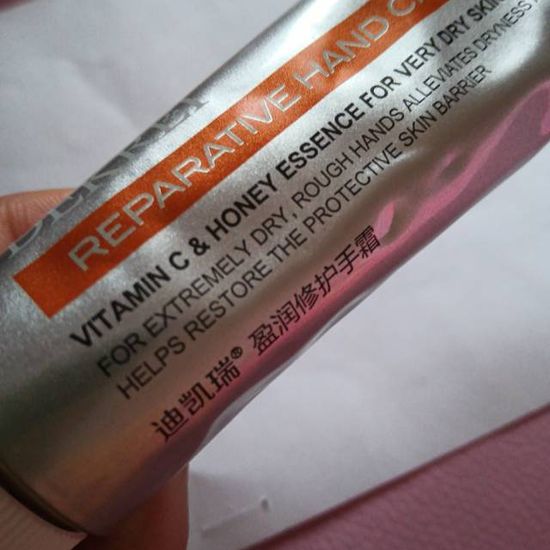 REPARATIVE HAND
VITAMIN C & HONEY ESSENCE FOR VERY DRY SKIN
FOR EXTREMELY DRY, ROUGH HANDS ALLEVIATES DRYNESS
HELPS RESTORE THE PROTECTIVE SKIN BARRIER
迪凯瑞® 盈润修护手霜